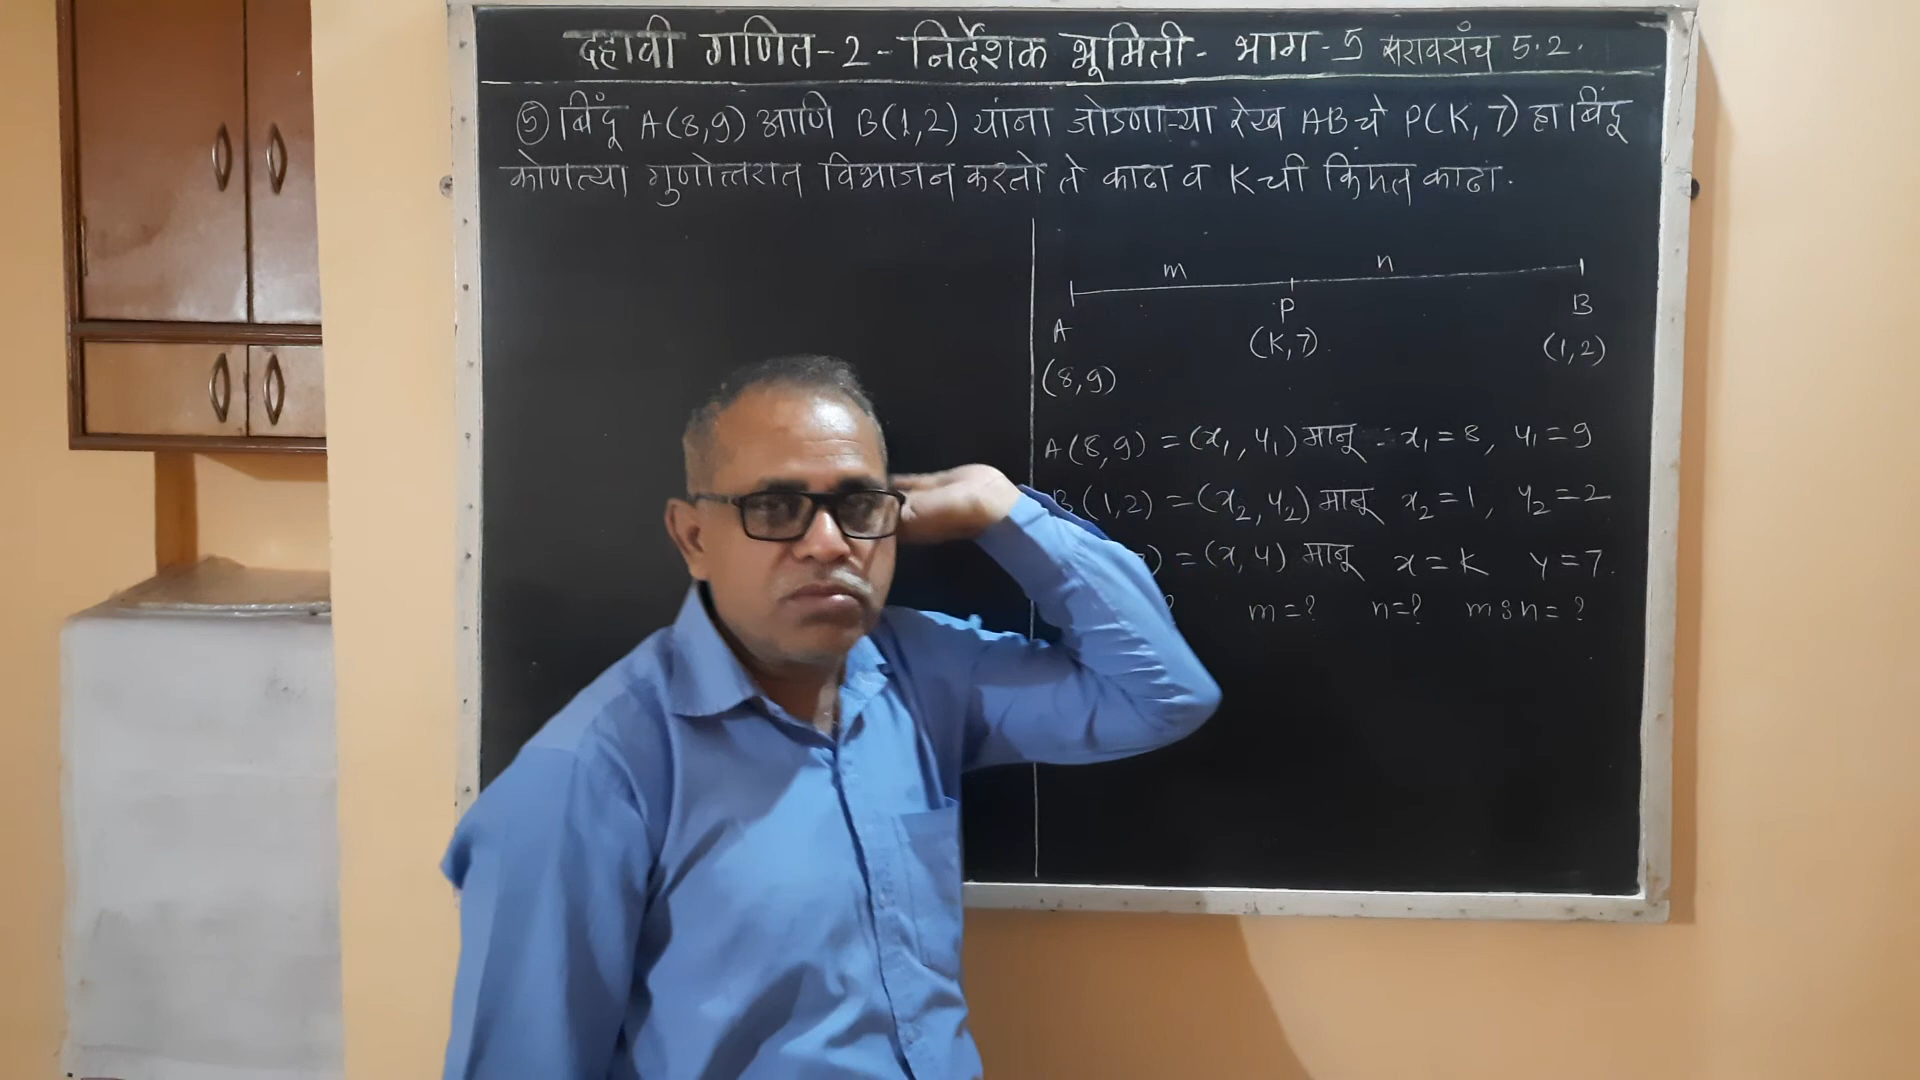 दहावी गणित-2-निर्देशक भूमिती- भाग-5 सरावसंच 5.2.
⑤ बिंदू A(8,9) आणि B(1,2) यांना जोडणाऱ्या रेख AB चे P(K, 7) हा बिंदू
कोणत्या गुणोत्तरात विभाजन करतो ते काढा व K ची किंमत काढा.
m n
A P B
(8,9) (K,7) (1,2)
A(8,9) = (x₁, y₁) मानू ∴ x₁ = 8, y₁ = 9
B(1,2) = (x₂, y₂) मानू x₂ = 1, y₂ = 2
) = (x, y) मानू x = K y = 7.
? m = ? n = ? m:n = ?